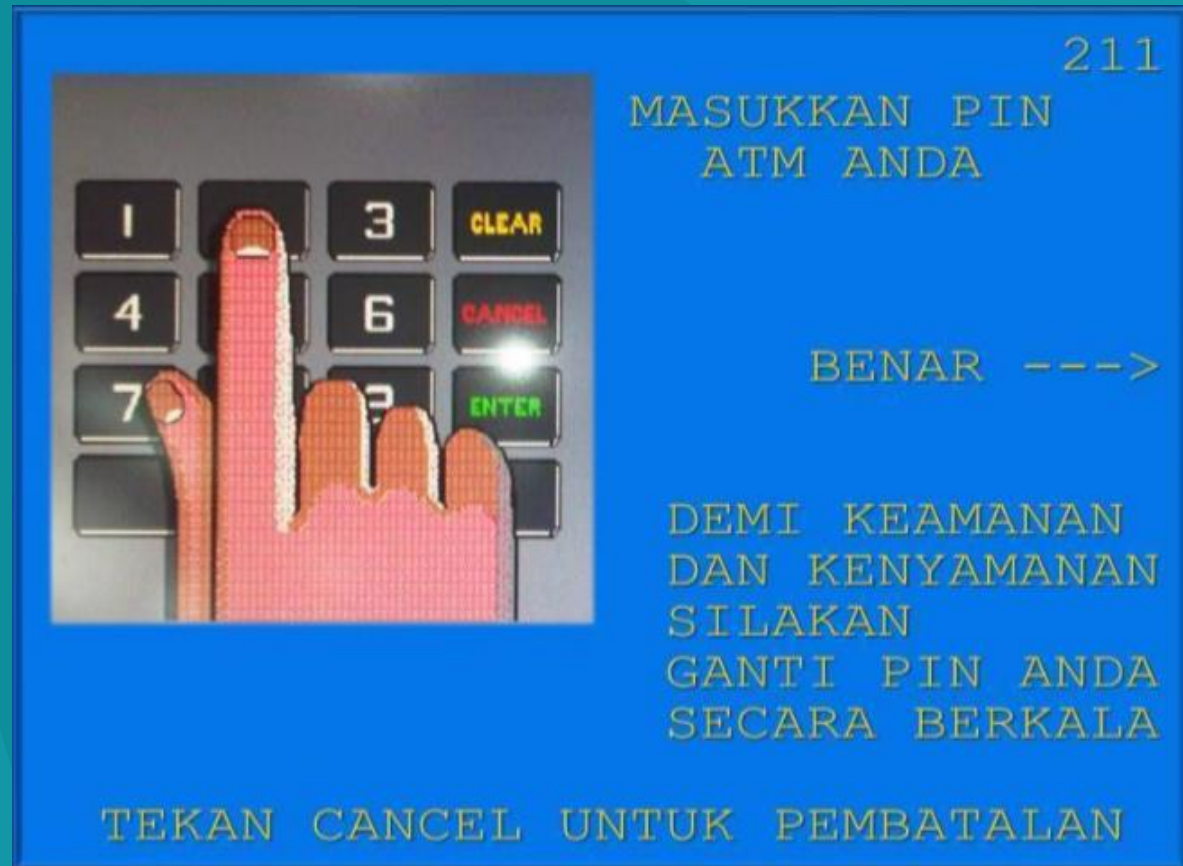 211
MASUKKAN PIN
ATM ANDA
1 3 CLEAR
4 6 CANCEL
7 9 ENTER
BENAR --->
DEMI KEAMANAN
DAN KENYAMANAN
SILAKAN
GANTI PIN ANDA
SECARA BERKALA
TEKAN CANCEL UNTUK PEMBATALAN